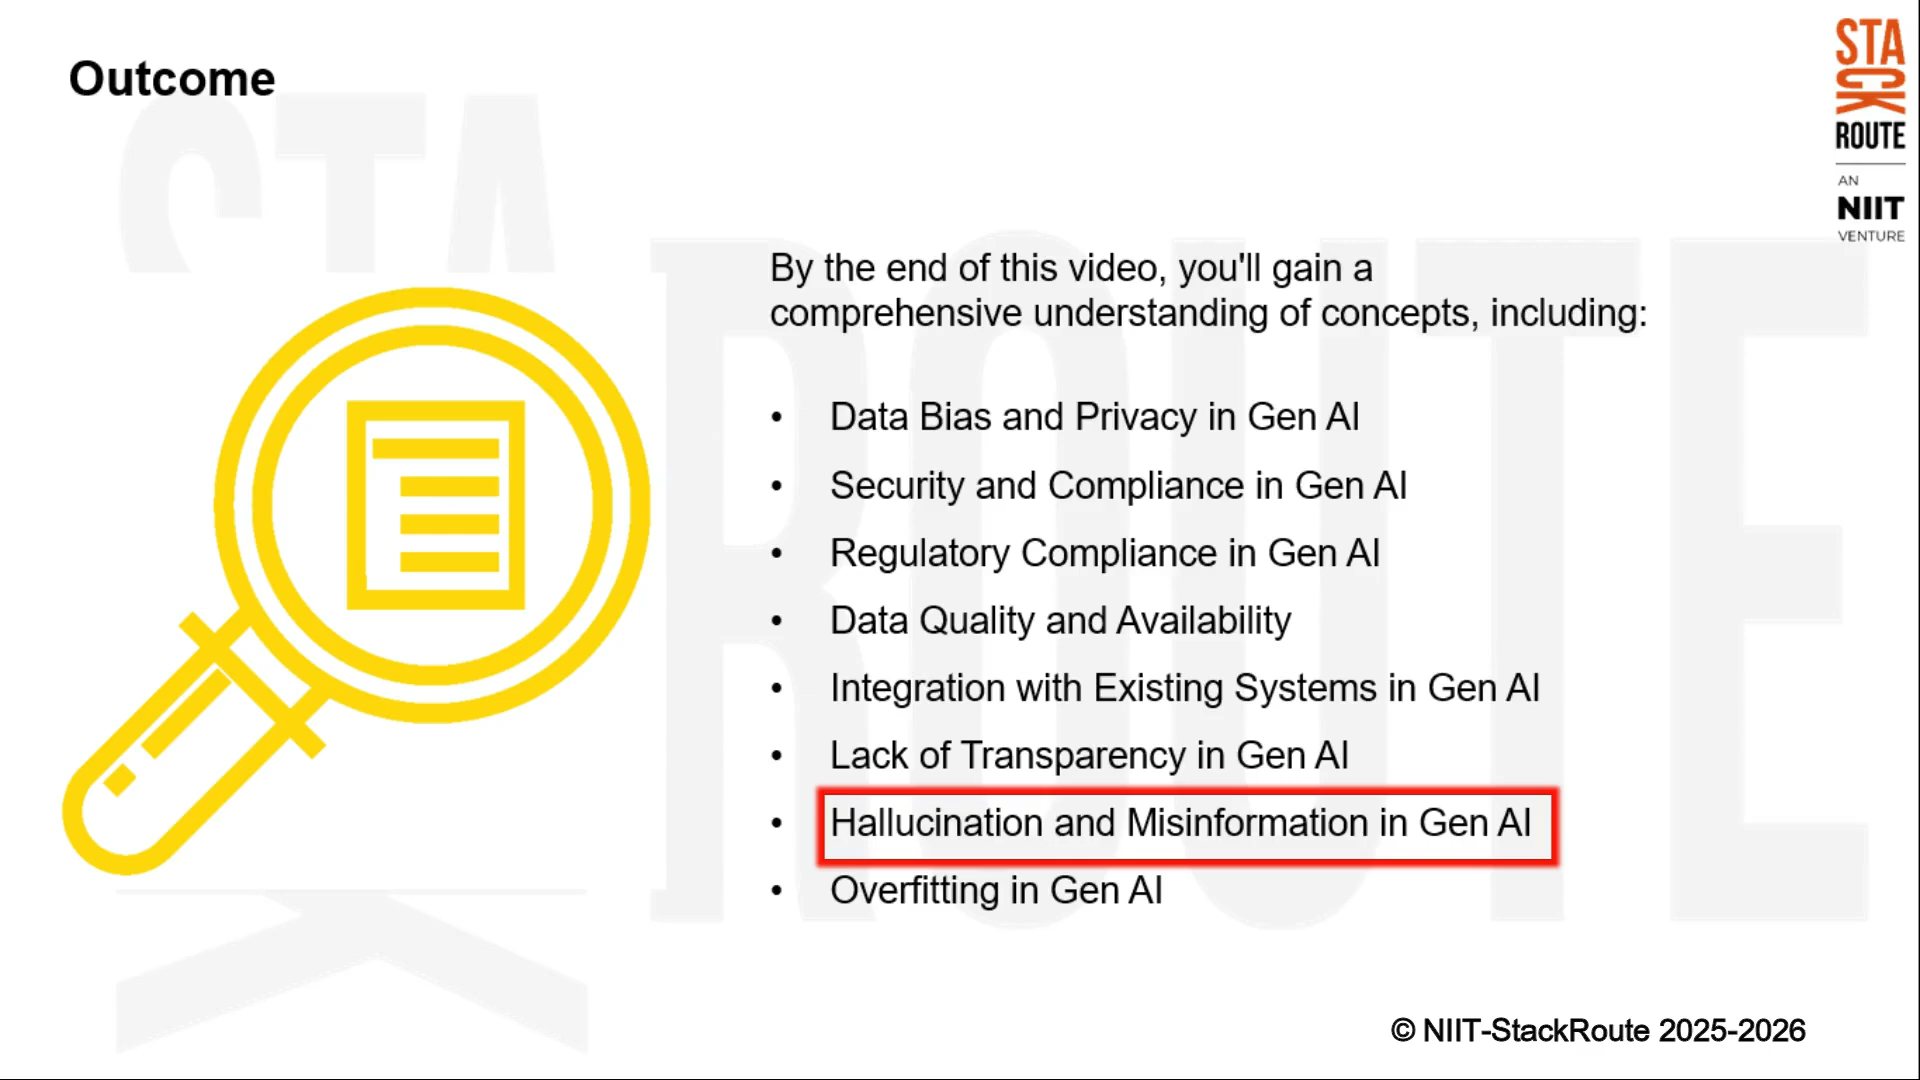 Outcome
STA
CK
ROUTE
AN
NIIT
VENTURE
By the end of this video, you'll gain a
comprehensive understanding of concepts, including:
• Data Bias and Privacy in Gen AI
• Security and Compliance in Gen AI
• Regulatory Compliance in Gen AI
• Data Quality and Availability
• Integration with Existing Systems in Gen AI
• Lack of Transparency in Gen AI
• Hallucination and Misinformation in Gen AI
• Overfitting in Gen AI
© NIIT-StackRoute 2025-2026